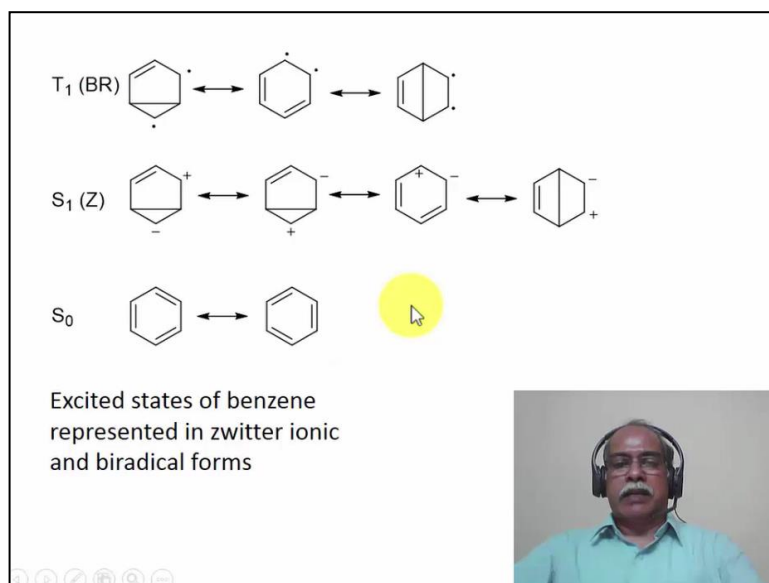 T₁ (BR)
S₁ (Z)
+ − + − −
− + +
S₀
Excited states of benzene
represented in zwitter ionic
and biradical forms